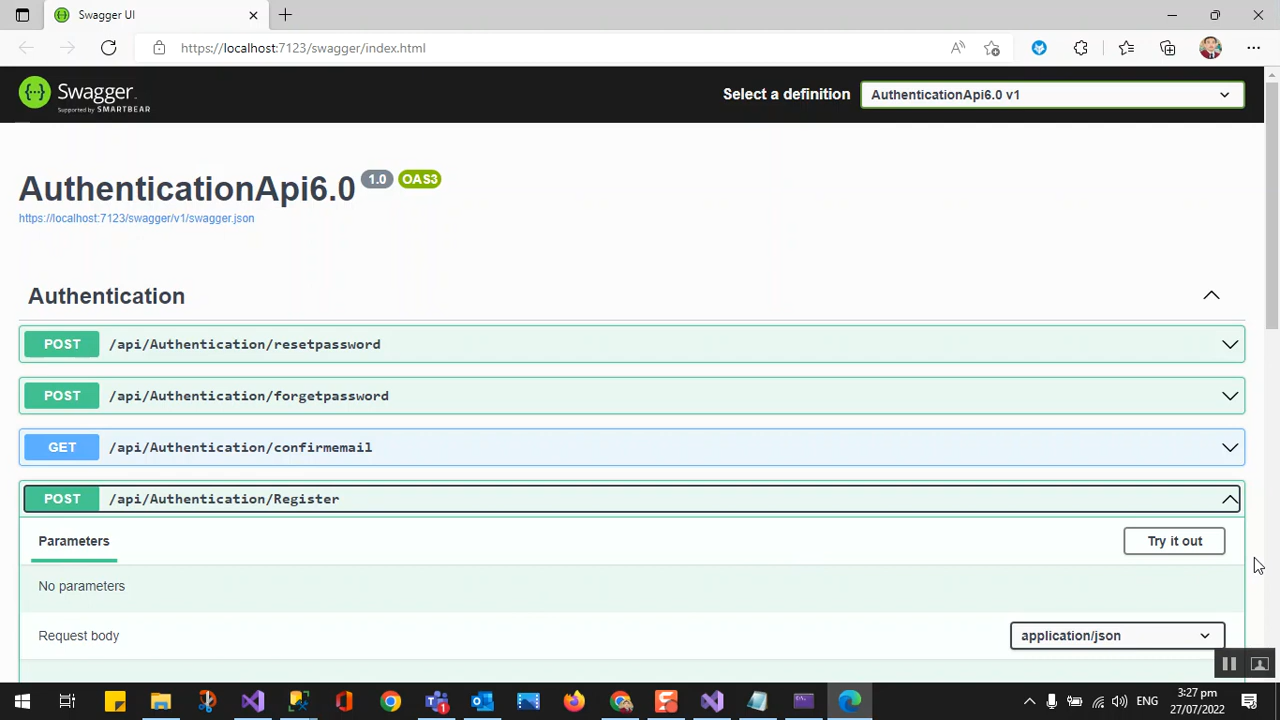 Swagger UI
https://localhost:7123/swagger/index.html
Swagger
Supported by SMARTBEAR
Select a definition
AuthenticationApi6.0 v1
AuthenticationApi6.0 1.0 OAS3
https://localhost:7123/swagger/v1/swagger.json
Authentication
POST /api/Authentication/resetpassword
POST /api/Authentication/forgetpassword
GET /api/Authentication/confirmemail
POST /api/Authentication/Register
Parameters
Try it out
No parameters
Request body
application/json
ENG
3:27 pm
27/07/2022